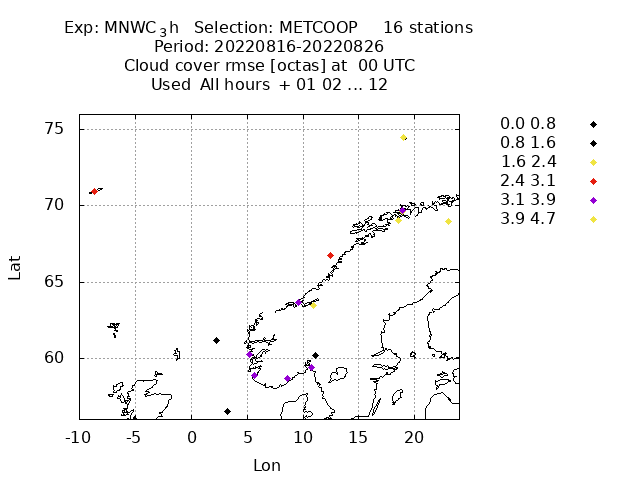 Exp: MNWC₃h Selection: METCOOP 16 stations
Period: 20220816-20220826
Cloud cover rmse [octas] at 00 UTC
Used All hours + 01 02 ... 12
0.0 0.8
0.8 1.6
1.6 2.4
2.4 3.1
3.1 3.9
3.9 4.7
75
70
65
60
Lat
-10 -5 0 5 10 15 20
Lon